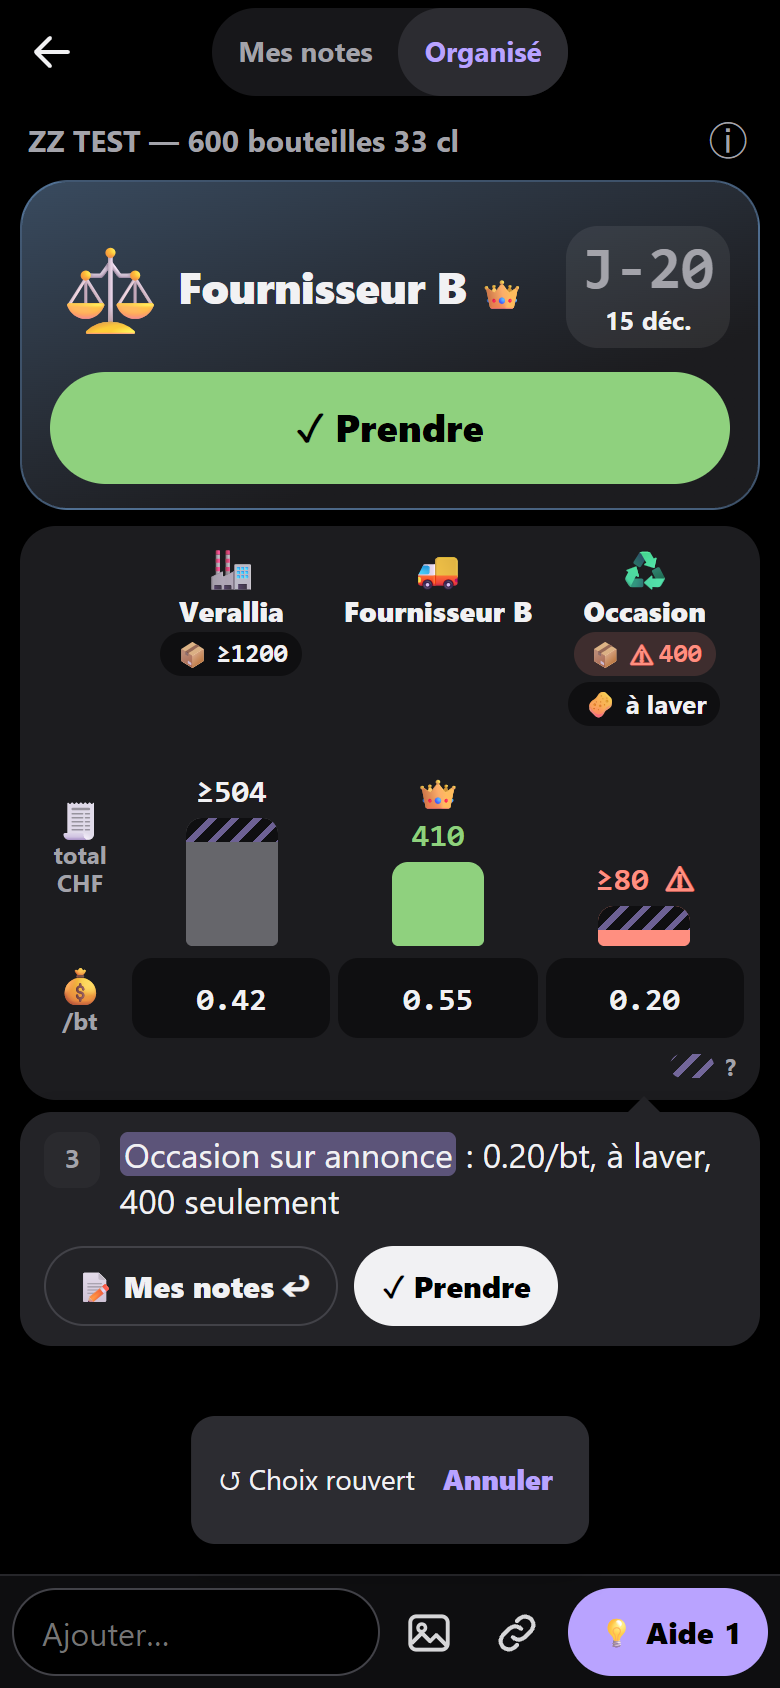 Mes notes Organisé
ZZ TEST — 600 bouteilles 33 cl
Fournisseur B
J-20
15 déc.
✓ Prendre
Verallia Fournisseur B Occasion
≥1200 ⚠ 400
à laver
≥504 410 ≥80 ⚠
total
CHF
/bt 0.42 0.55 0.20
?
3 Occasion sur annonce : 0.20/bt, à laver,
400 seulement
Mes notes ↩ ✓ Prendre
↺ Choix rouvert Annuler
Ajouter... Aide 1